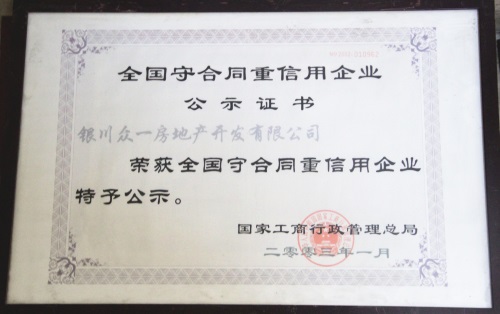 全国守合同重信用企业
公示证书
银川众一房地产开发有限公司
荣获全国守合同重信用企业
特予公示。
国家工商行政管理总局
二零零三年一月